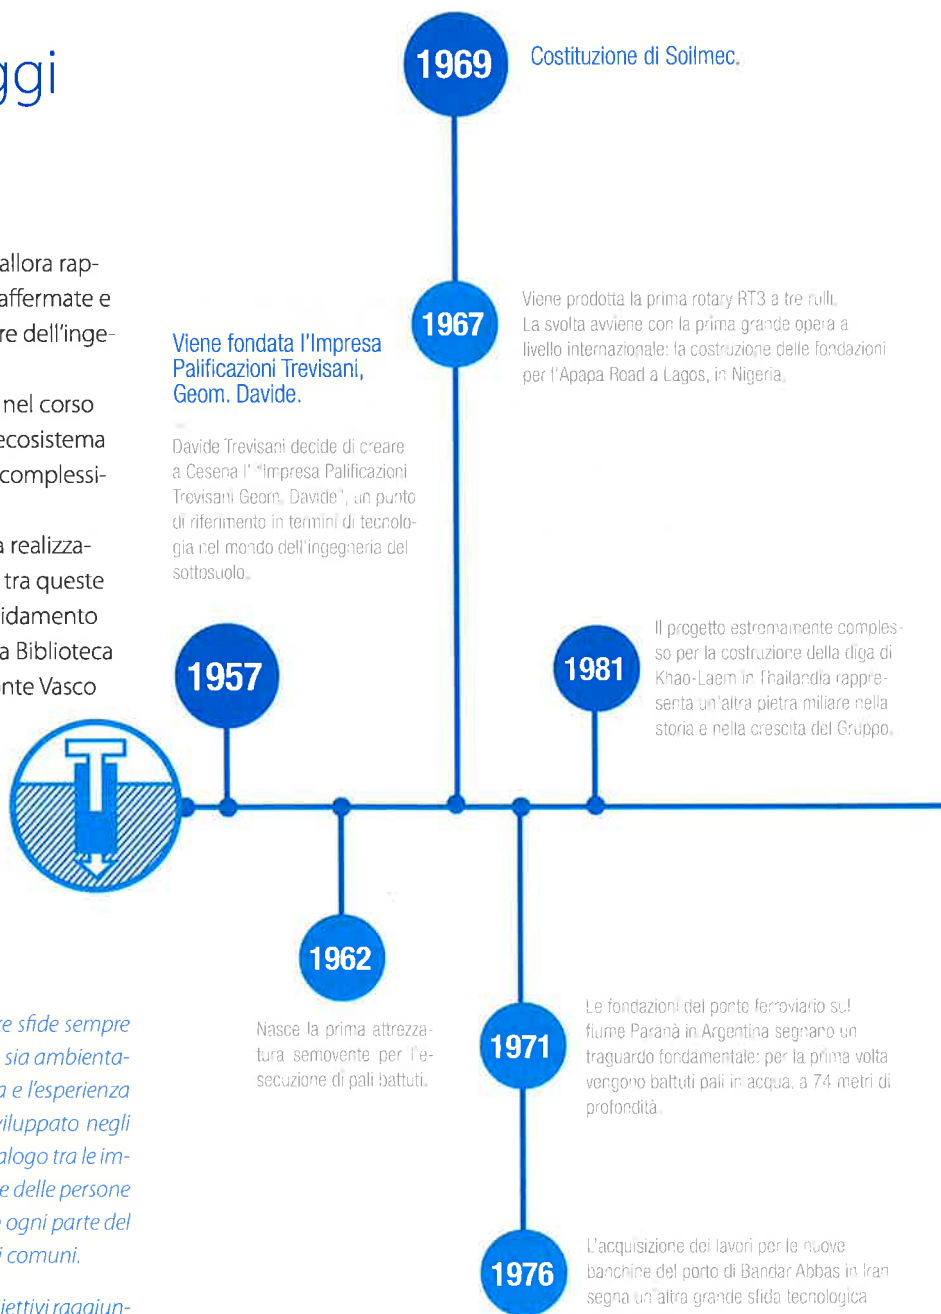 ggi
allora rap-
affermate e
re dell'inge-
nel corso
ecosistema
complessi-
a realizza-
tra queste
idamento
a Biblioteca
nte Vasco
re sfide sempre
sia ambienta-
a e l'esperienza
viluppato negli
alogo tra le im-
e delle persone
ogni parte del
i comuni.
iettivi raggiun-
1969
Costituzione di Soilmec.
1967
Viene prodotta la prima rotary RT3 a tre rulli.
La svolta avviene con la prima grande opera a
livello internazionale: la costruzione delle fondazioni
per l'Apapa Road a Lagos, in Nigeria.
Viene fondata l'Impresa
Palificazioni Trevisani,
Geom. Davide.
Davide Trevisani decide di creare
a Cesena l' "Impresa Palificazioni
Trevisani Geom. Davide", un punto
di riferimento in termini di tecnolo-
gia nel mondo dell'ingegneria del
sottosuolo.
1957
1981
Il progetto estremamente comples-
so per la costruzione della diga di
Khao-Laem in Thailandia rappre-
senta un'altra pietra miliare nella
storia e nella crescita del Gruppo.
1962
Nasce la prima attrezza-
tura semovente per l'e-
secuzione di pali battuti.
1971
Le fondazioni del ponte ferroviario sul
fiume Paranà in Argentina segnano un
traguardo fondamentale: per la prima volta
vengono battuti pali in acqua, a 74 metri di
profondità.
1976
L'acquisizione dei lavori per le nuove
banchine del porto di Bandar Abbas in Iran
segna un'altra grande sfida tecnologica